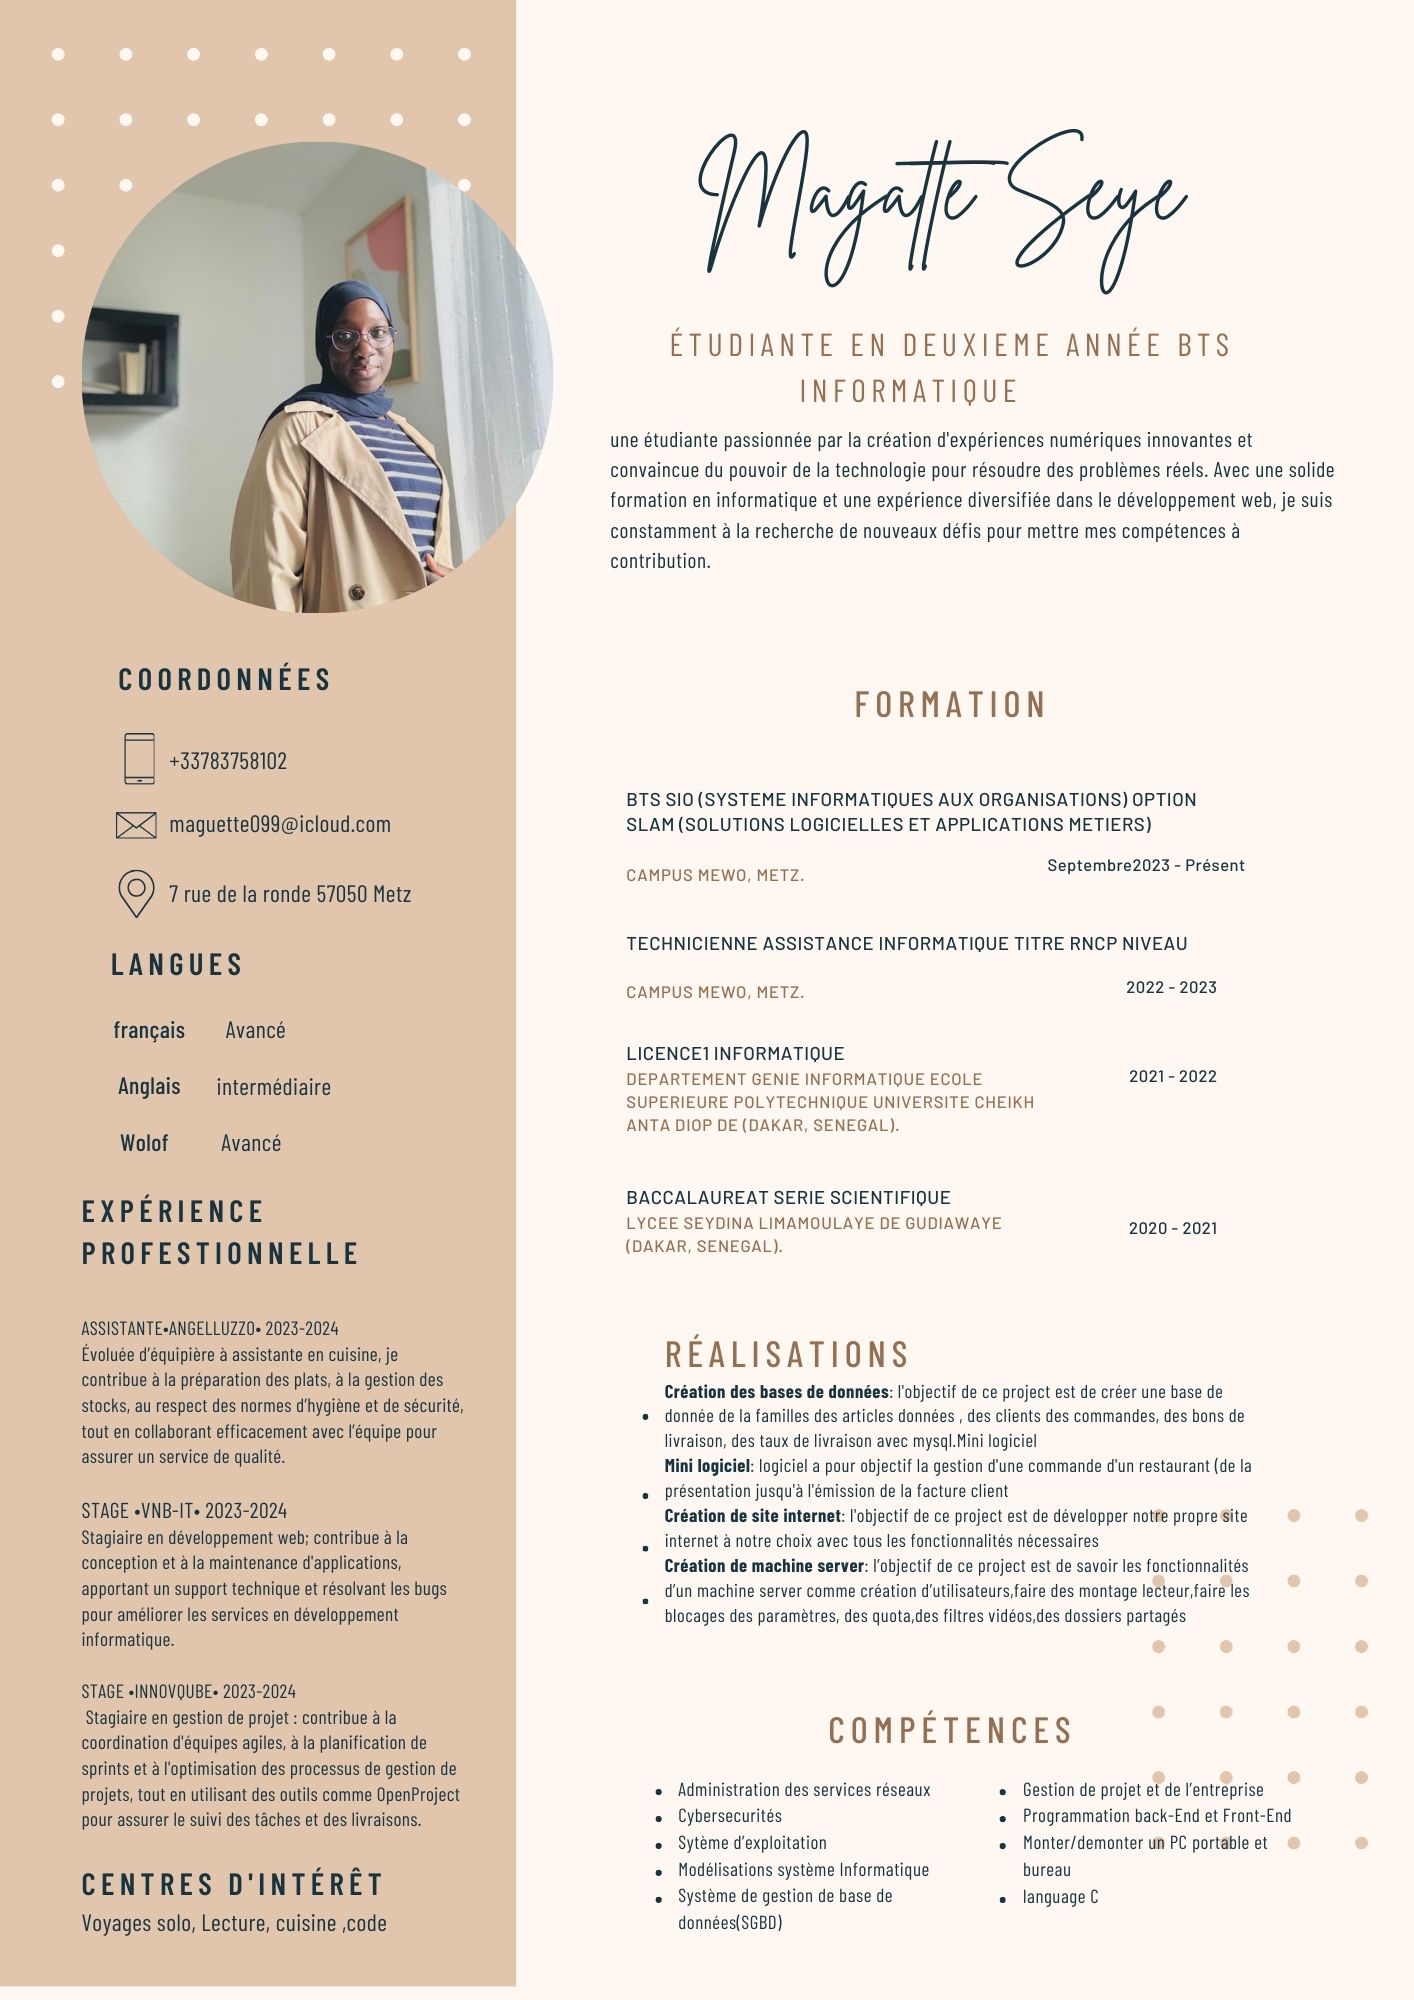 Magatte Seye
ÉTUDIANTE EN DEUXIEME ANNÉE BTS
INFORMATIQUE
une étudiante passionnée par la création d'expériences numériques innovantes et
convaincue du pouvoir de la technologie pour résoudre des problèmes réels. Avec une solide
formation en informatique et une expérience diversifiée dans le développement web, je suis
constamment à la recherche de nouveaux défis pour mettre mes compétences à
contribution.
COORDONNÉES
+33783758102
maguette099@icloud.com
7 rue de la ronde 57050 Metz
LANGUES
français Avancé
Anglais intermédiaire
Wolof Avancé
EXPÉRIENCE
PROFESTIONNELLE
ASSISTANTE•ANGELLUZZO• 2023-2024
Évoluée d’équipière à assistante en cuisine, je
contribue à la préparation des plats, à la gestion des
stocks, au respect des normes d’hygiène et de sécurité,
tout en collaborant efficacement avec l’équipe pour
assurer un service de qualité.
STAGE •VNB-IT• 2023-2024
Stagiaire en développement web; contribue à la
conception et à la maintenance d'applications,
apportant un support technique et résolvant les bugs
pour améliorer les services en développement
informatique.
STAGE •INNOVQUBE• 2023-2024
Stagiaire en gestion de projet : contribue à la
coordination d'équipes agiles, à la planification de
sprints et à l'optimisation des processus de gestion de
projets, tout en utilisant des outils comme OpenProject
pour assurer le suivi des tâches et des livraisons.
CENTRES D'INTÉRÊT
Voyages solo, Lecture, cuisine ,code
FORMATION
BTS SIO (SYSTEME INFORMATIQUES AUX ORGANISATIONS) OPTION
SLAM (SOLUTIONS LOGICIELLES ET APPLICATIONS METIERS)
CAMPUS MEWO, METZ.
Septembre2023 - Présent
TECHNICIENNE ASSISTANCE INFORMATIQUE TITRE RNCP NIVEAU
CAMPUS MEWO, METZ.
2022 - 2023
LICENCE1 INFORMATIQUE
DEPARTEMENT GENIE INFORMATIQUE ECOLE
SUPERIEURE POLYTECHNIQUE UNIVERSITE CHEIKH
ANTA DIOP DE (DAKAR, SENEGAL).
2021 - 2022
BACCALAUREAT SERIE SCIENTIFIQUE
LYCEE SEYDINA LIMAMOULAYE DE GUDIAWAYE
(DAKAR, SENEGAL).
2020 - 2021
RÉALISATIONS
Création des bases de données: l'objectif de ce project est de créer une base de
donnée de la familles des articles données , des clients des commandes, des bons de
livraison, des taux de livraison avec mysql.Mini logiciel
Mini logiciel: logiciel a pour objectif la gestion d'une commande d'un restaurant (de la
présentation jusqu'à l'émission de la facture client
Création de site internet: l'objectif de ce project est de développer notre propre site
internet à notre choix avec tous les fonctionnalités nécessaires
Création de machine server: l’objectif de ce project est de savoir les fonctionnalités
d’un machine server comme création d’utilisateurs,faire des montage lecteur,faire les
blocages des paramètres, des quota,des filtres vidéos,des dossiers partagés
COMPÉTENCES
• Administration des services réseaux
• Cybersecurités
• Sytème d’exploitation
• Modélisations système Informatique
• Système de gestion de base de
données(SGBD)
• Gestion de projet et de l’entreprise
• Programmation back-End et Front-End
• Monter/demonter un PC portable et
bureau
• language C